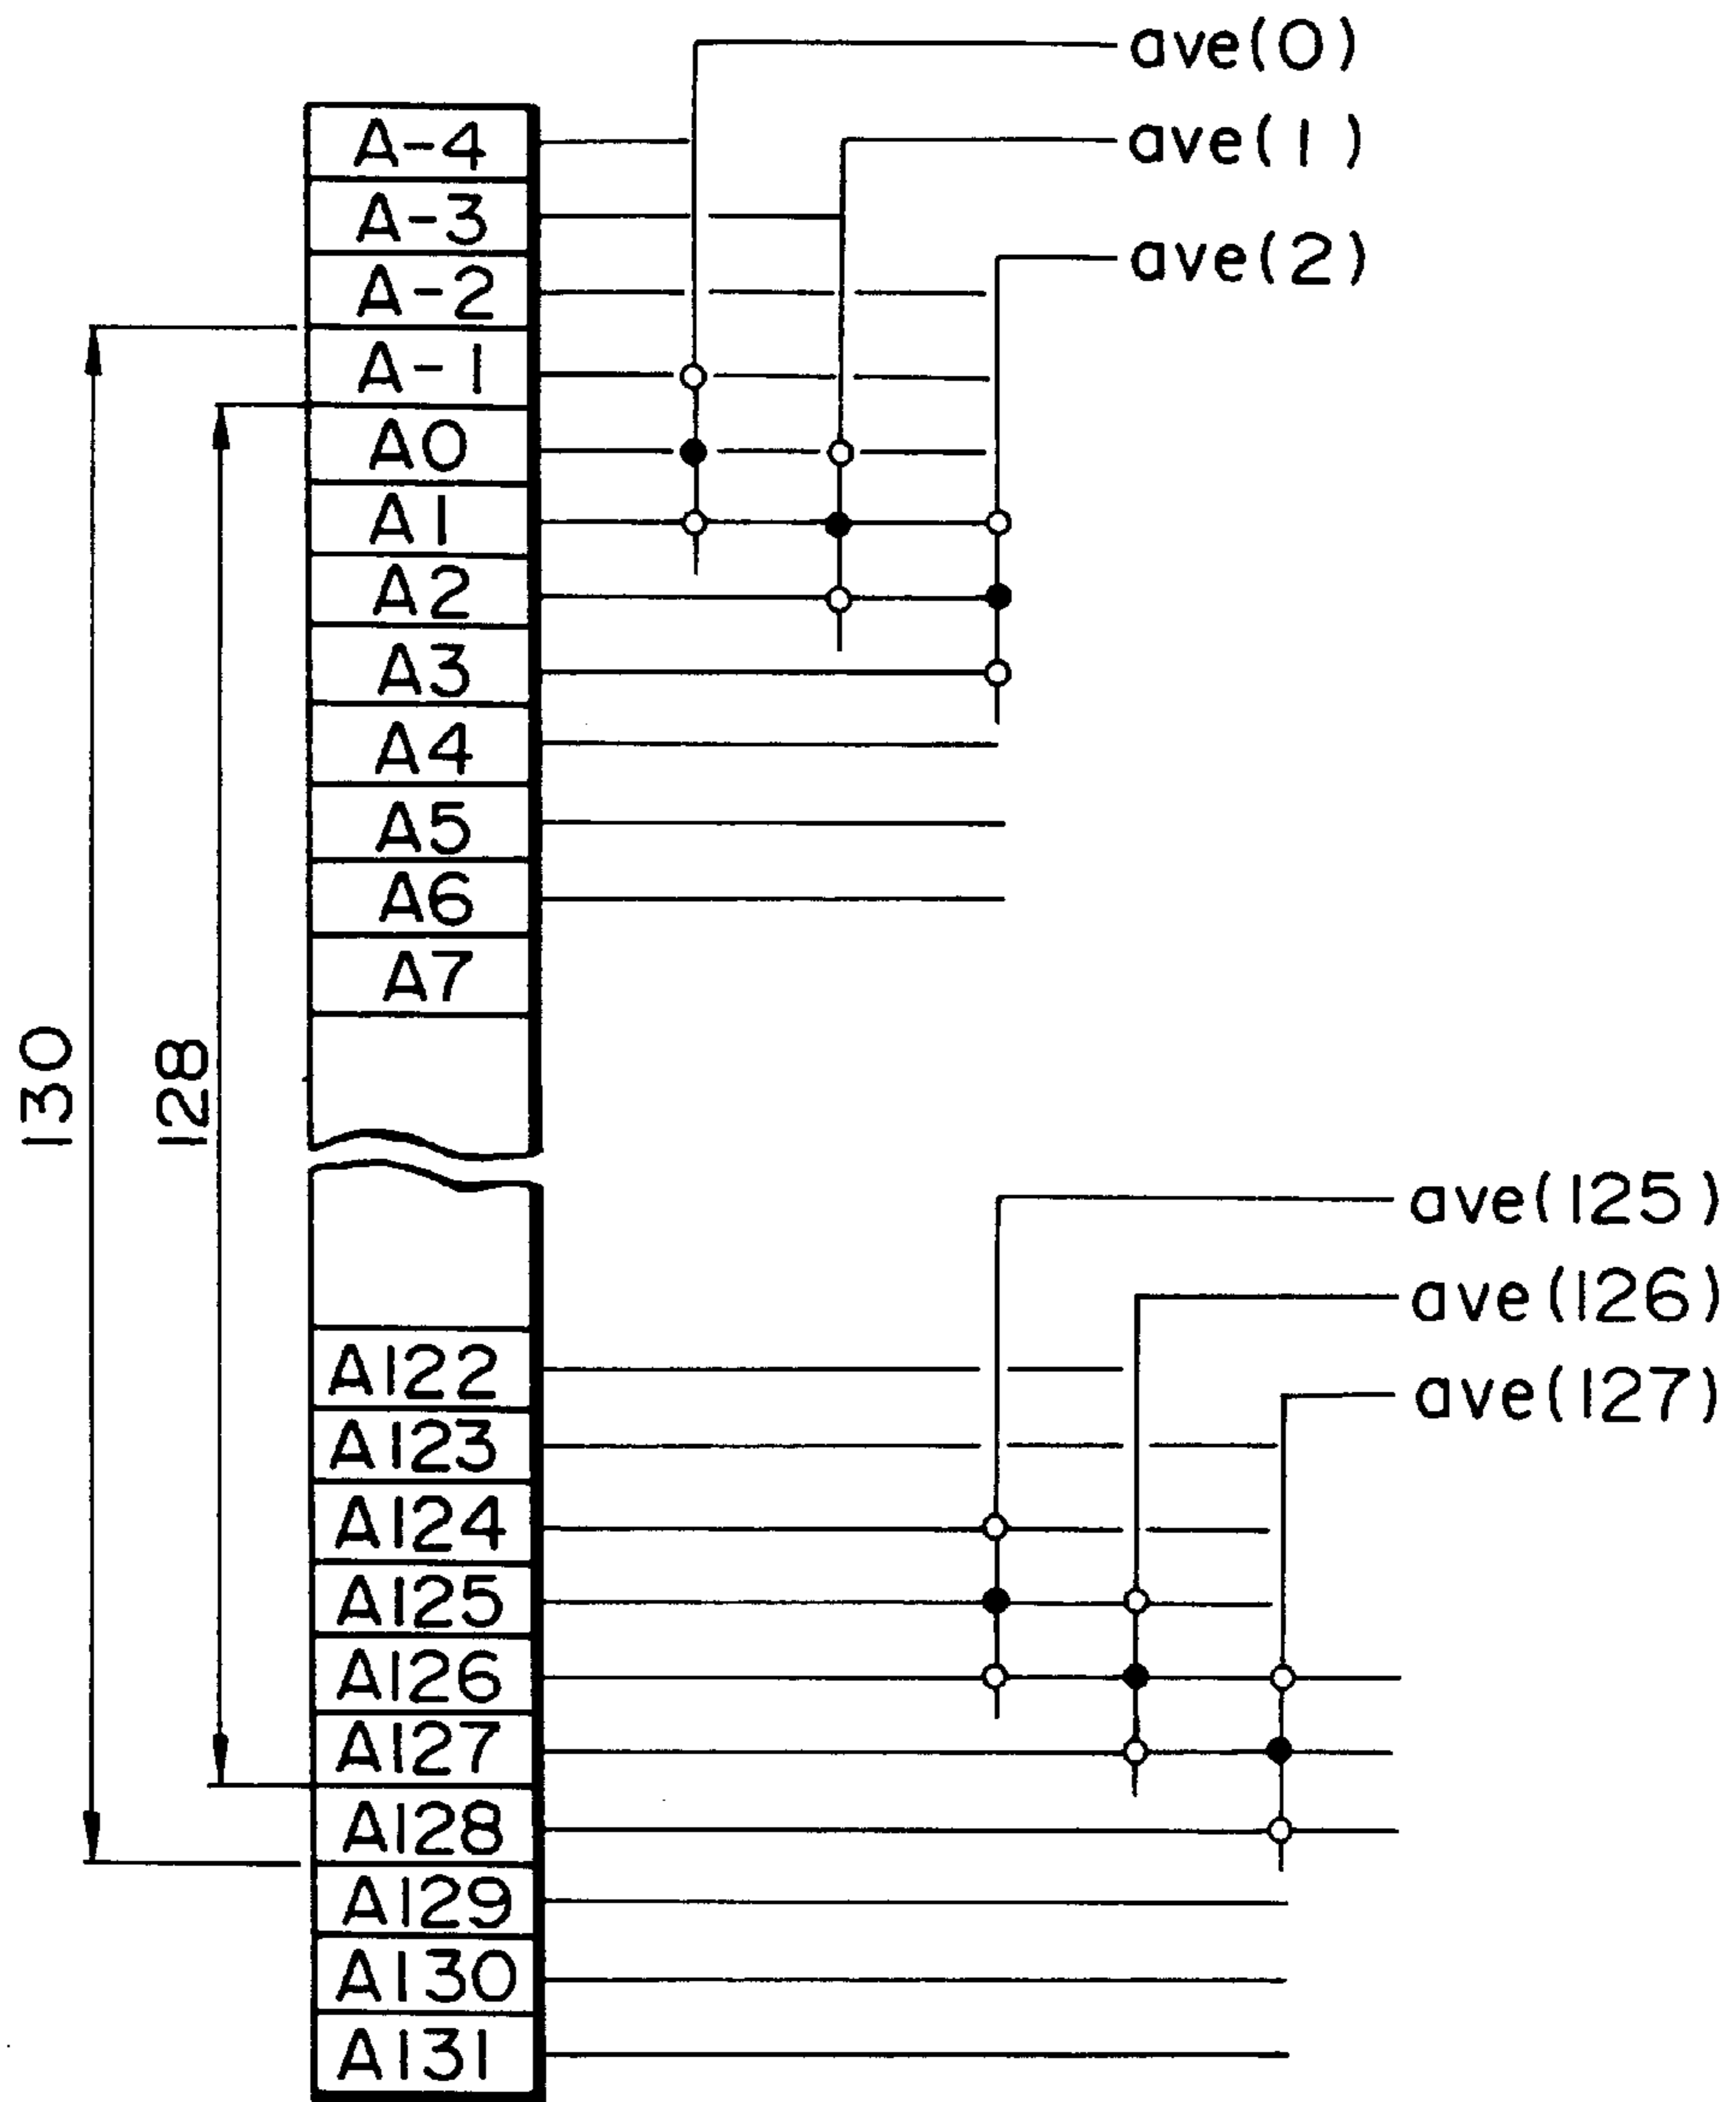 ave(0)
ave(1)
ave(2)
A-4
A-3
A-2
A-1
A0
A1
A2
A3
A4
A5
A6
A7
130
128
ave(125)
ave(126)
ave(127)
A122
A123
A124
A125
A126
A127
A128
A129
A130
A131